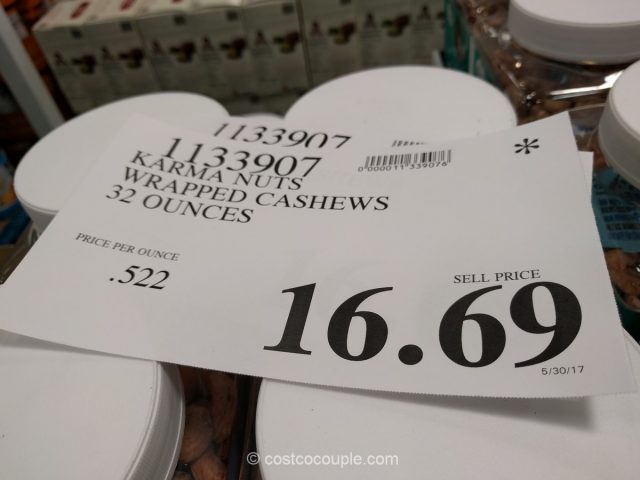 1133907
1133907
KARMA NUTS
WRAPPED CASHEWS
32 OUNCES
0000011339076
*
PRICE PER OUNCE
.522
SELL PRICE
16.69
5/30/17
© costcocouple.com